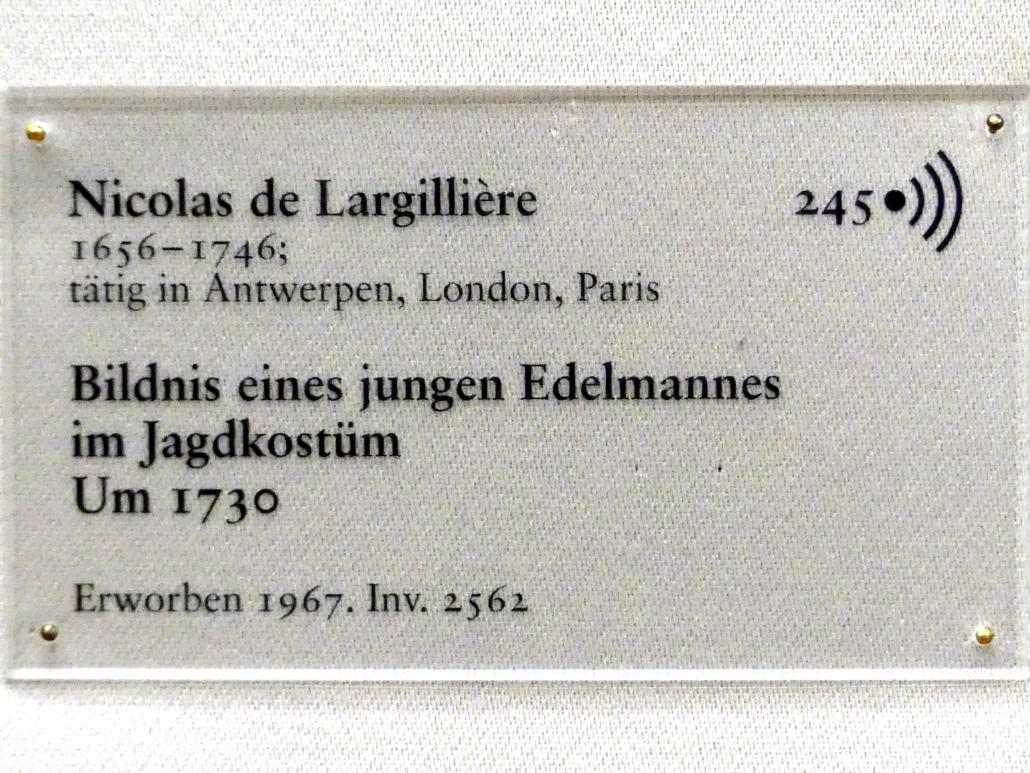 Nicolas de Largillière 245
1656–1746;
tätig in Antwerpen, London, Paris
Bildnis eines jungen Edelmannes
im Jagdkostüm
Um 1730
Erworben 1967. Inv. 2562